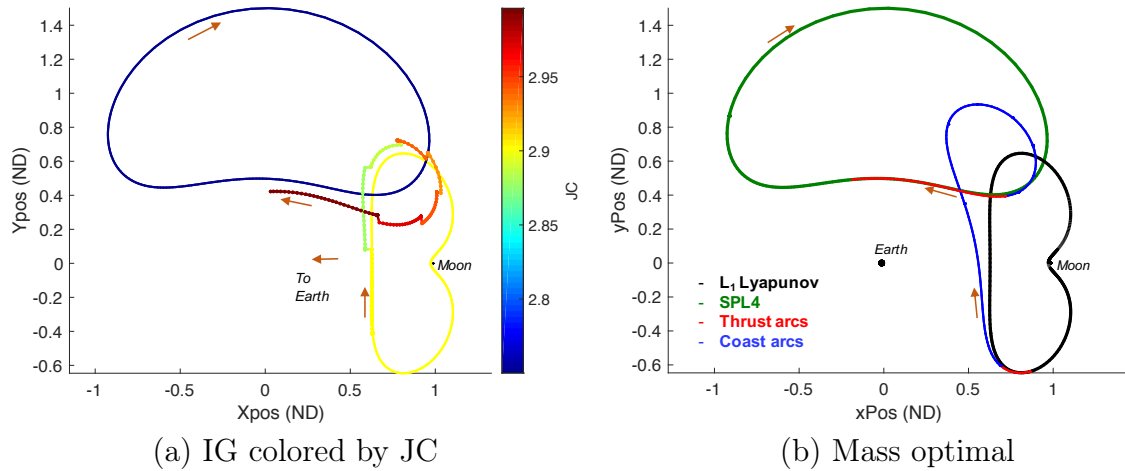 1.4
1.2
1
0.8
0.6
0.4
0.2
0
-0.2
-0.4
-0.6
Ypos (ND)
-1
-0.5
0
0.5
1
Xpos (ND)
To
Earth
Moon
2.95
2.9
2.85
2.8
JC
(a) IG colored by JC
1.4
1.2
1
0.8
0.6
0.4
0.2
0
-0.2
-0.4
-0.6
yPos (ND)
-1
-0.5
0
0.5
1
xPos (ND)
Earth
Moon
- L1 Lyapunov
- SPL4
- Thrust arcs
- Coast arcs
(b) Mass optimal